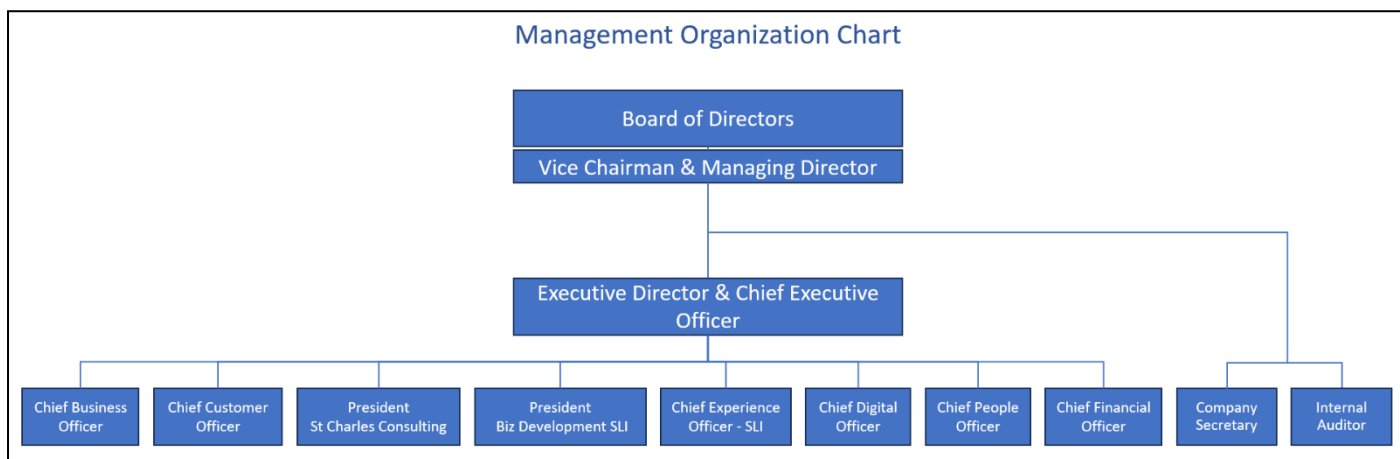 Management Organization Chart
Board of Directors
Vice Chairman & Managing Director
Executive Director & Chief Executive
Officer
Chief Business
Officer
Chief Customer
Officer
President
St Charles Consulting
President
Biz Development SLI
Chief Experience
Officer - SLI
Chief Digital
Officer
Chief People
Officer
Chief Financial
Officer
Company
Secretary
Internal
Auditor